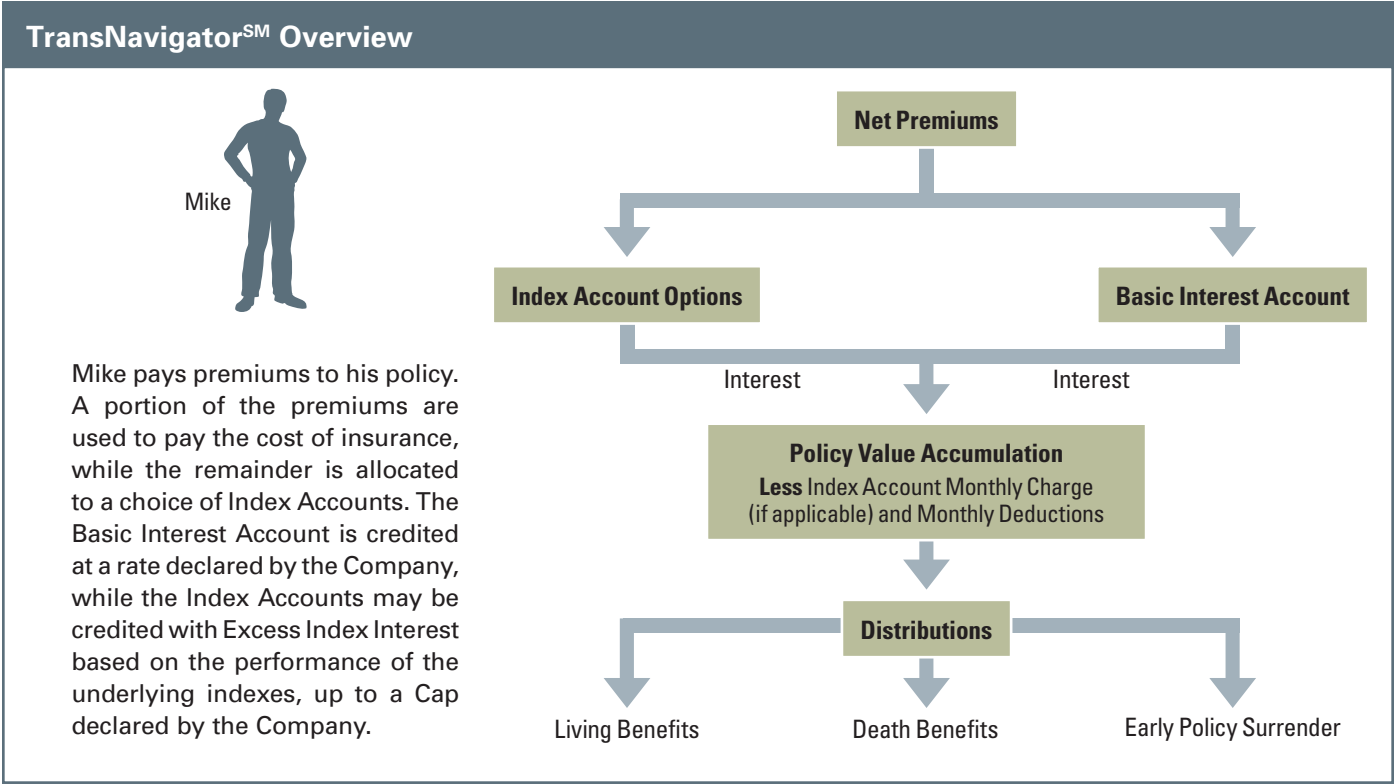 TransNavigatorSM Overview
Mike
Mike pays premiums to his policy.
A portion of the premiums are
used to pay the cost of insurance,
while the remainder is allocated
to a choice of Index Accounts. The
Basic Interest Account is credited
at a rate declared by the Company,
while the Index Accounts may be
credited with Excess Index Interest
based on the performance of the
underlying indexes, up to a Cap
declared by the Company.
Net Premiums
Index Account Options
Basic Interest Account
Interest
Interest
Policy Value Accumulation
Less Index Account Monthly Charge
(if applicable) and Monthly Deductions
Distributions
Living Benefits
Death Benefits
Early Policy Surrender